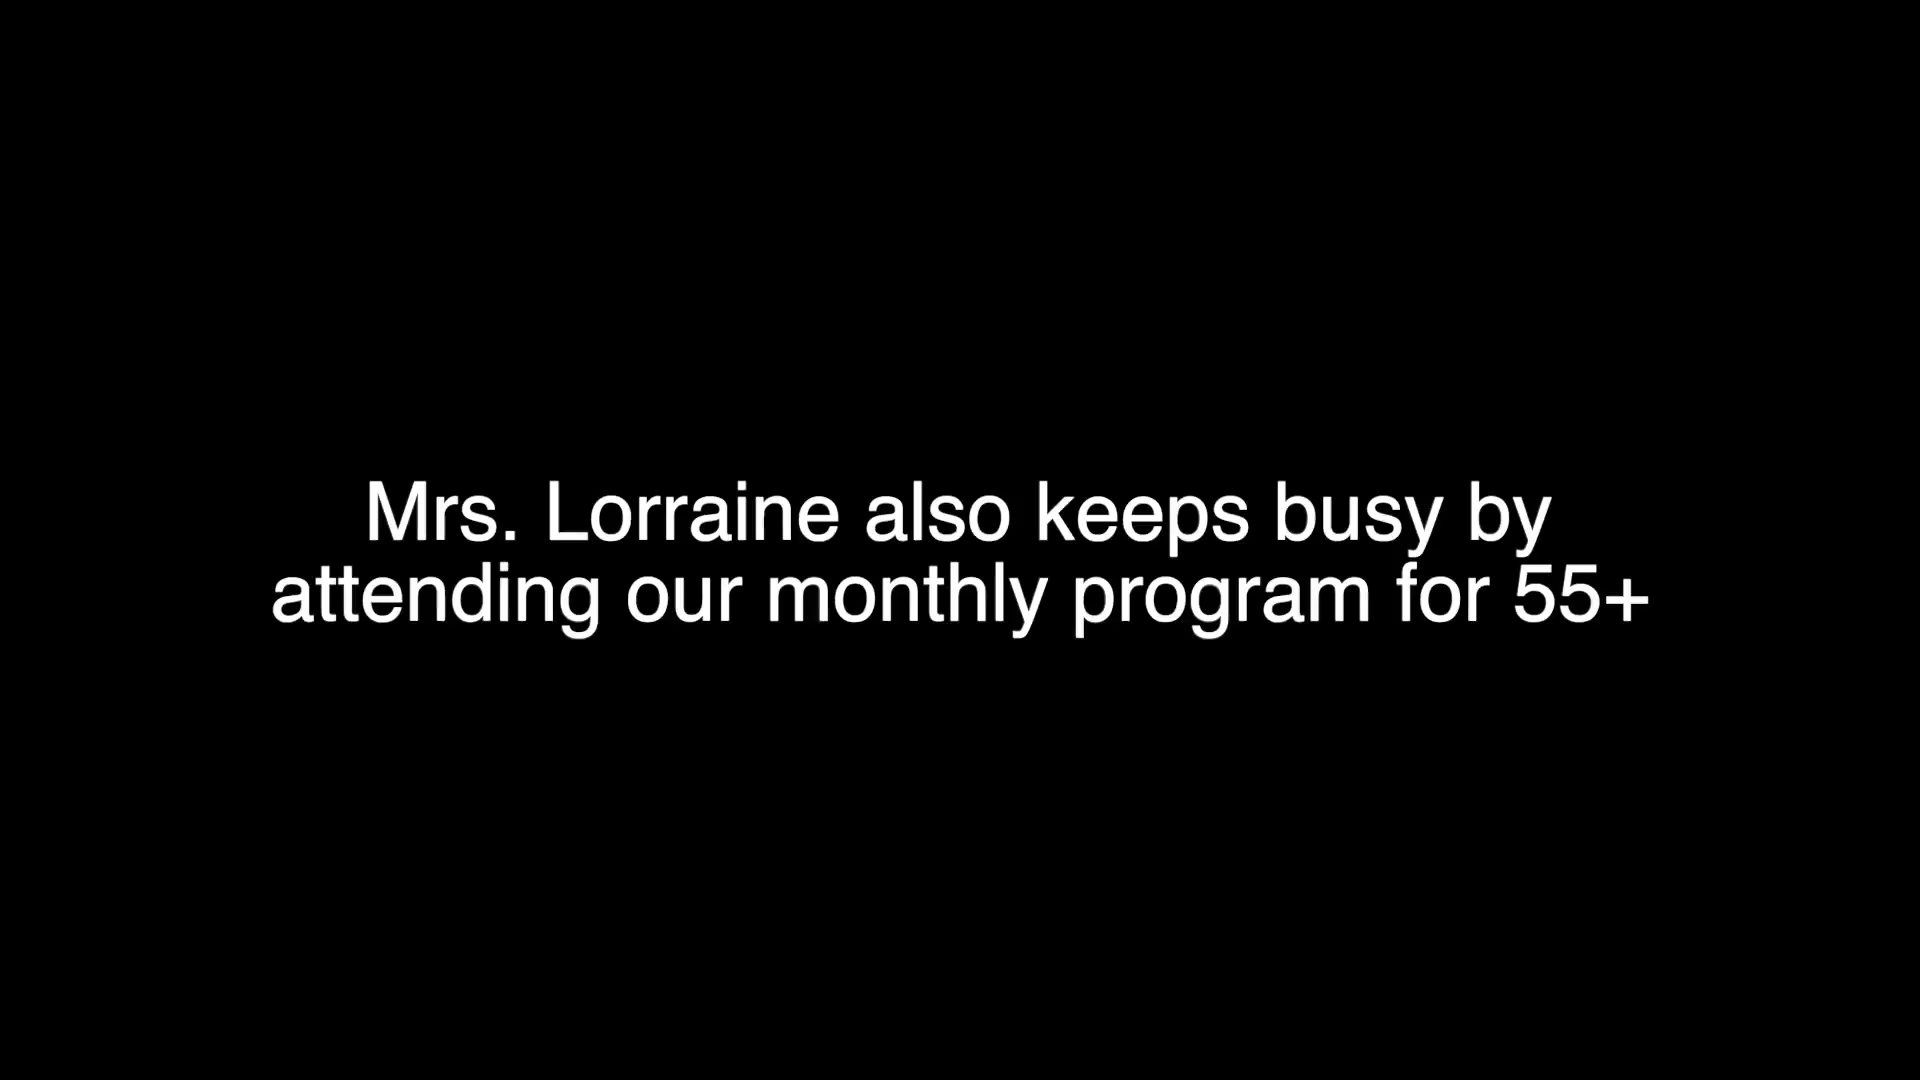 Mrs. Lorraine also keeps busy by
attending our monthly program for 55+